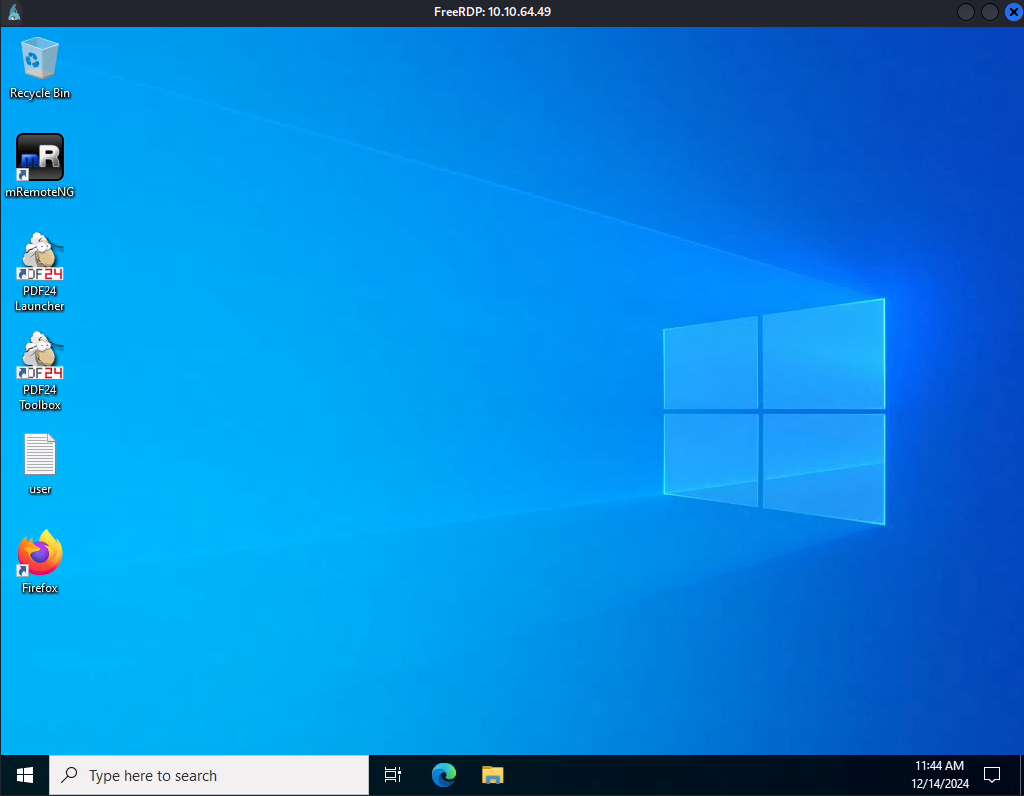 FreeRDP: 10.10.64.49
Recycle Bin
mR
mRemoteNG
PDF24
PDF24
Launcher
PDF24
PDF24
Toolbox
user
Firefox
Type here to search
11:44 AM
12/14/2024